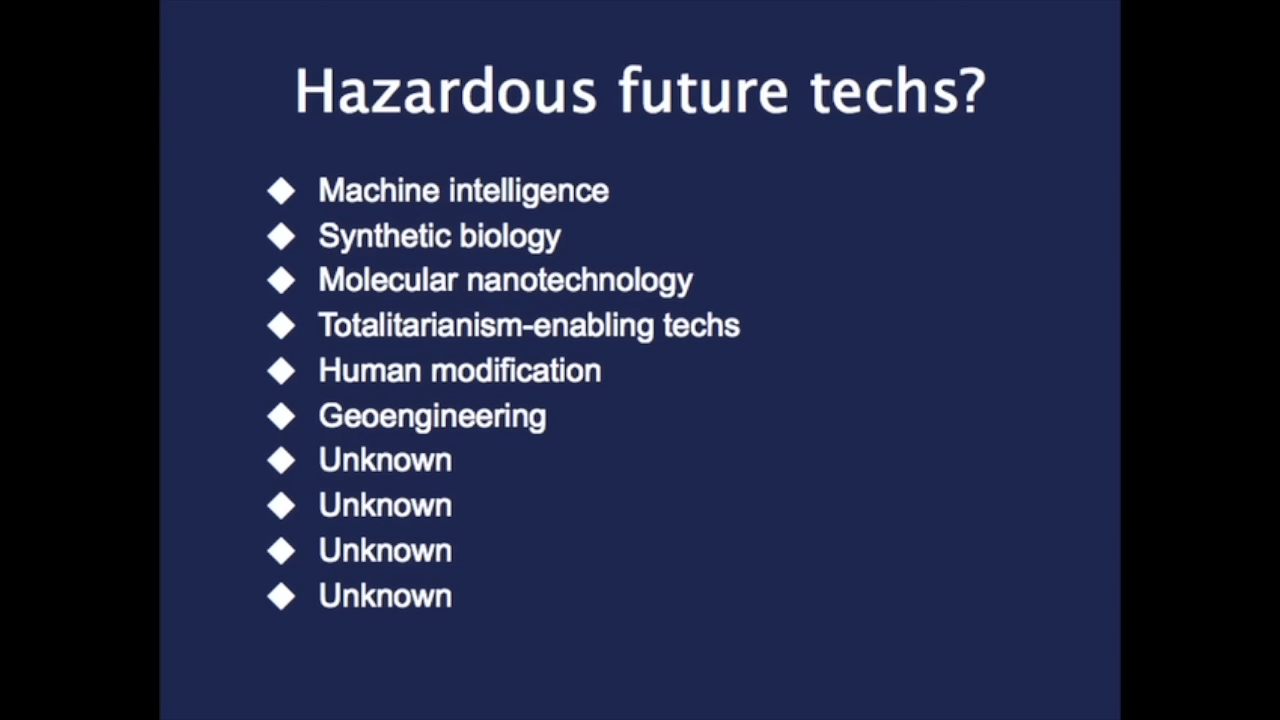 Hazardous future techs?
Machine intelligence
Synthetic biology
Molecular nanotechnology
Totalitarianism-enabling techs
Human modification
Geoengineering
Unknown
Unknown
Unknown
Unknown